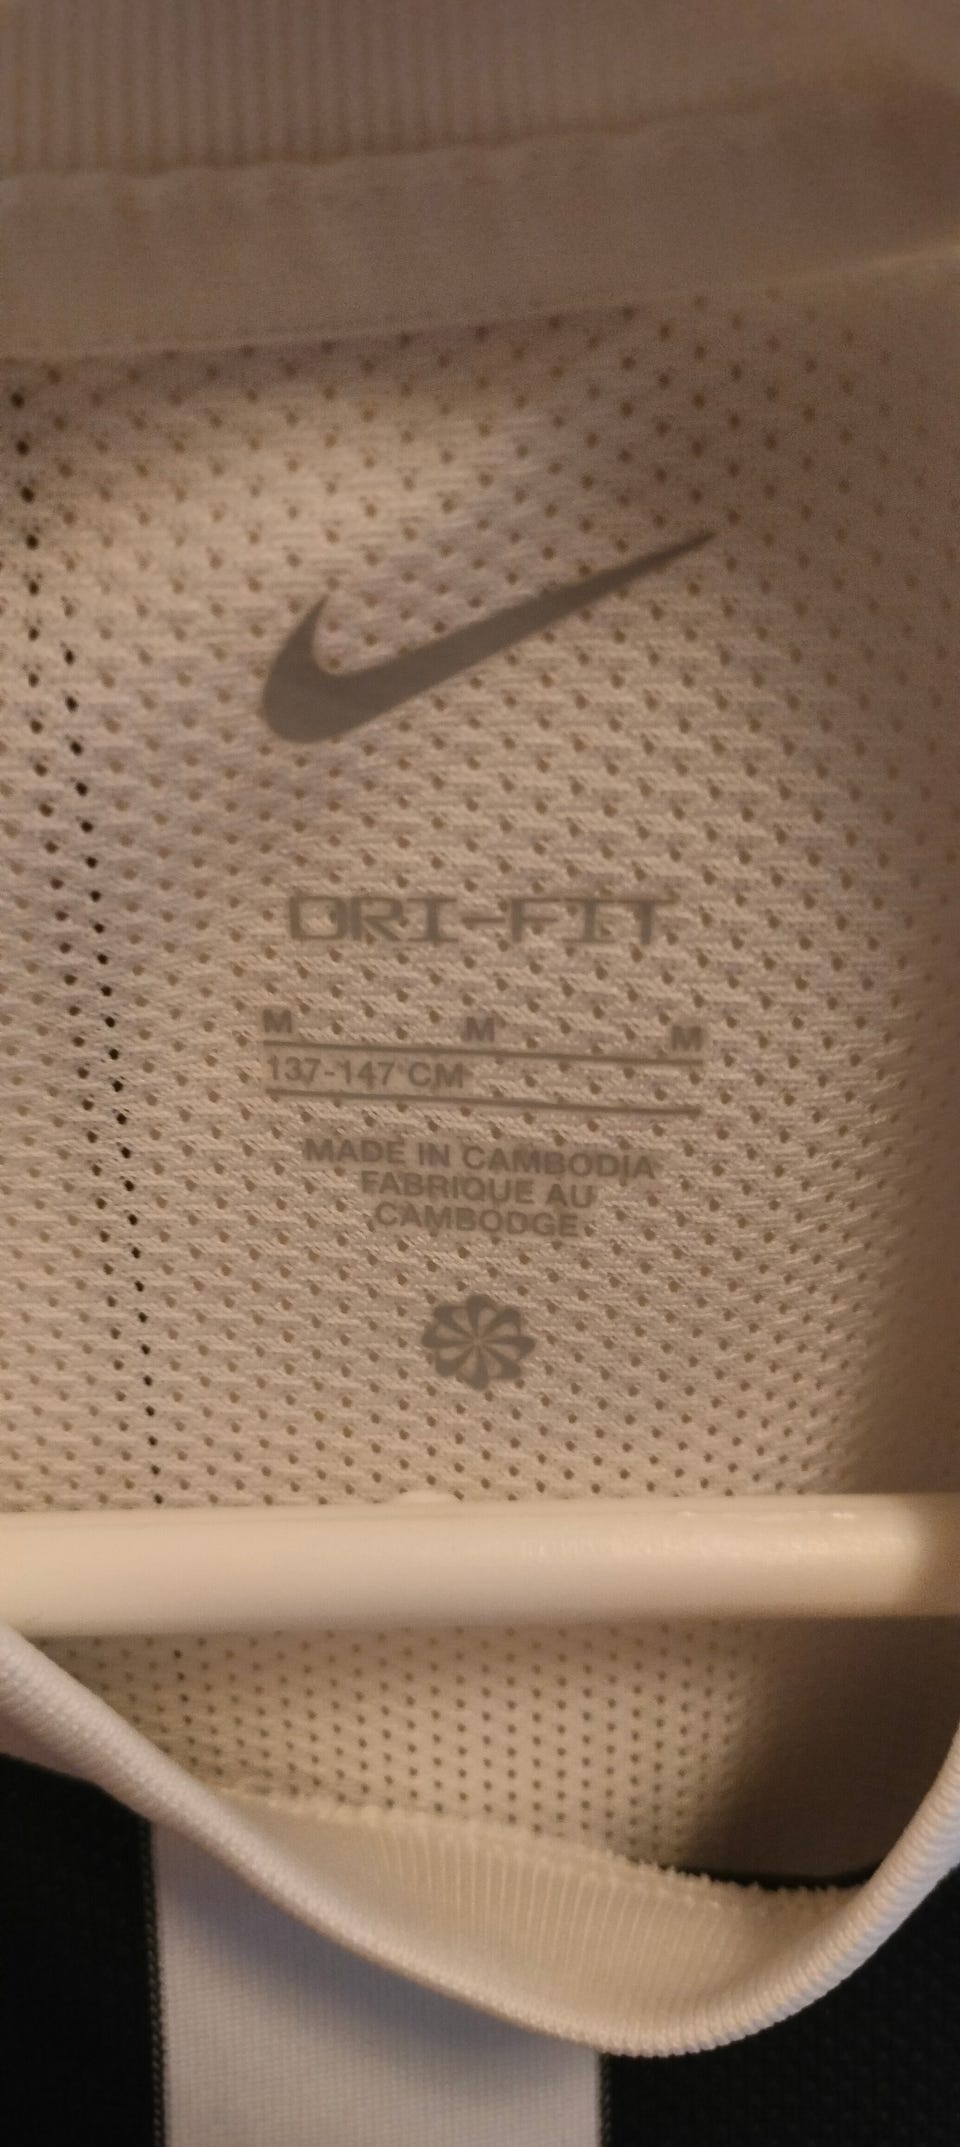 DRI-FIT
M M M
137-147 CM
MADE IN CAMBODIA
FABRIQUE AU
CAMBODGE